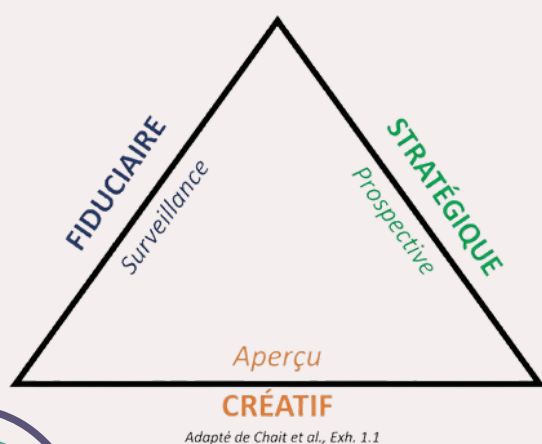 FIDUCIAIRE
Surveillance
STRATÉGIQUE
Prospective
Aperçu
CRÉATIF
Adapté de Chait et al., Exh. 1.1